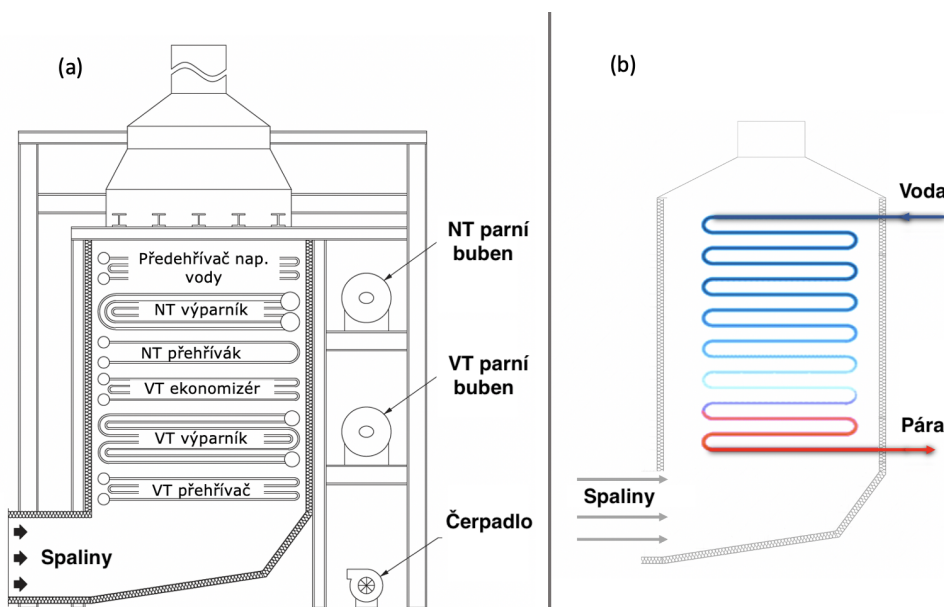 (a)
Předehřívač nap.
vody
NT výparník
NT přehřívák
VT ekonomizér
VT výparník
VT přehřívač
Spaliny
NT parní
buben
VT parní
buben
Čerpadlo
(b)
Voda
Pára
Spaliny